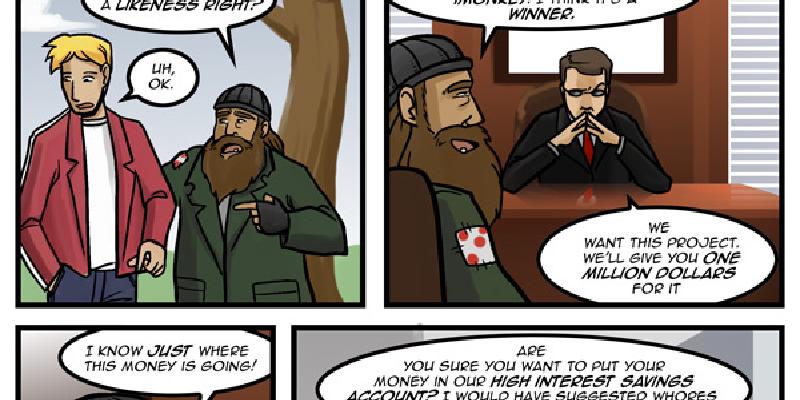 A LIKENESS RIGHT?
UH,
OK.
MONKEY. I THINK IT'S A
WINNER.
WE
WANT THIS PROJECT.
WE'LL GIVE YOU ONE
MILLION DOLLARS
FOR IT
I KNOW JUST WHERE
THIS MONEY IS GOING!
ARE
YOU SURE YOU WANT TO PUT YOUR
MONEY IN OUR HIGH INTEREST SAVINGS
ACCOUNT? I WOULD HAVE SUGGESTED WHORES